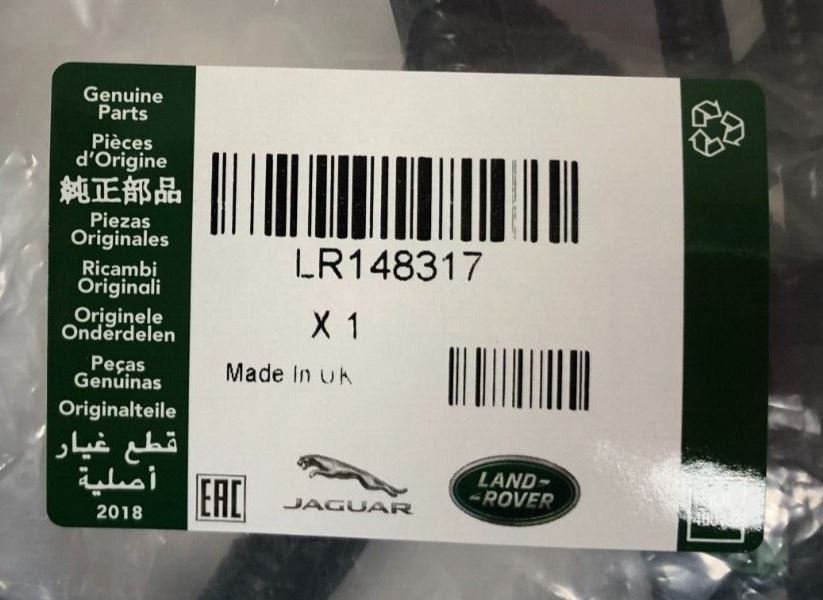 Genuine
Parts
Pièces
d'Origine
純正部品
Piezas
Originales
Ricambi
Originali
Originele
Onderdelen
Peças
Genuinas
Originalteile
قطع غيار
أصلية
2018
LR148317
X 1
Made In UK
EAC
JAGUAR
LAND-
-ROVER